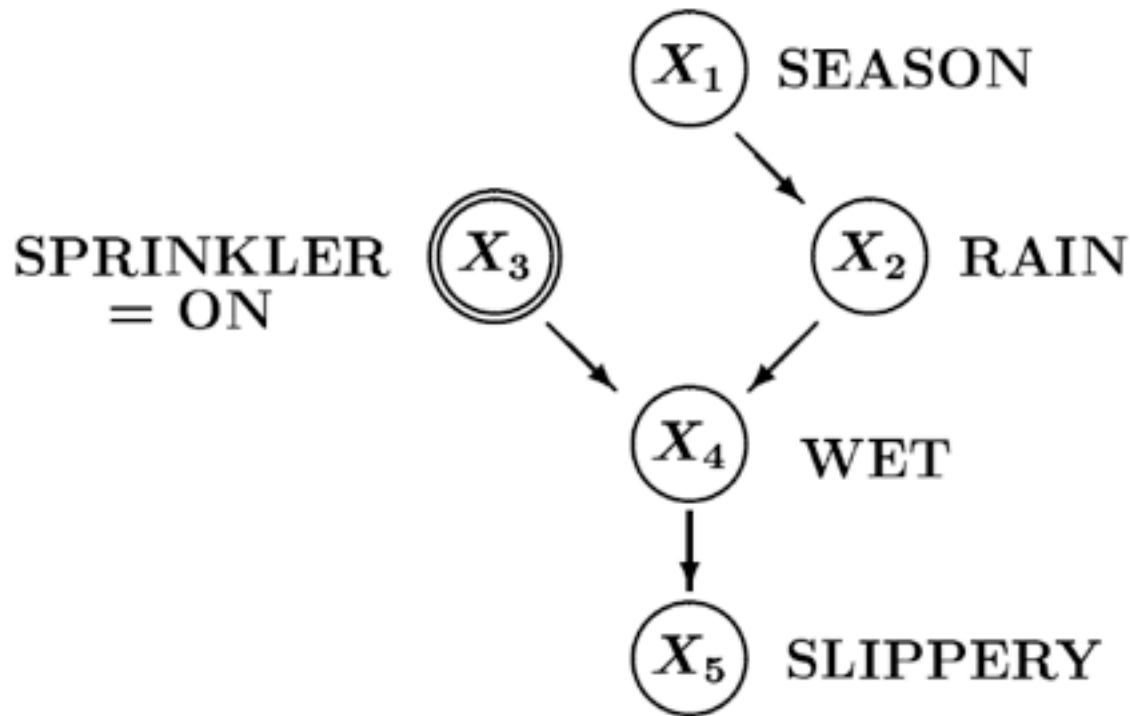 X₁ SEASON
SPRINKLER
= ON
X₃
X₂ RAIN
X₄ WET
X₅ SLIPPERY